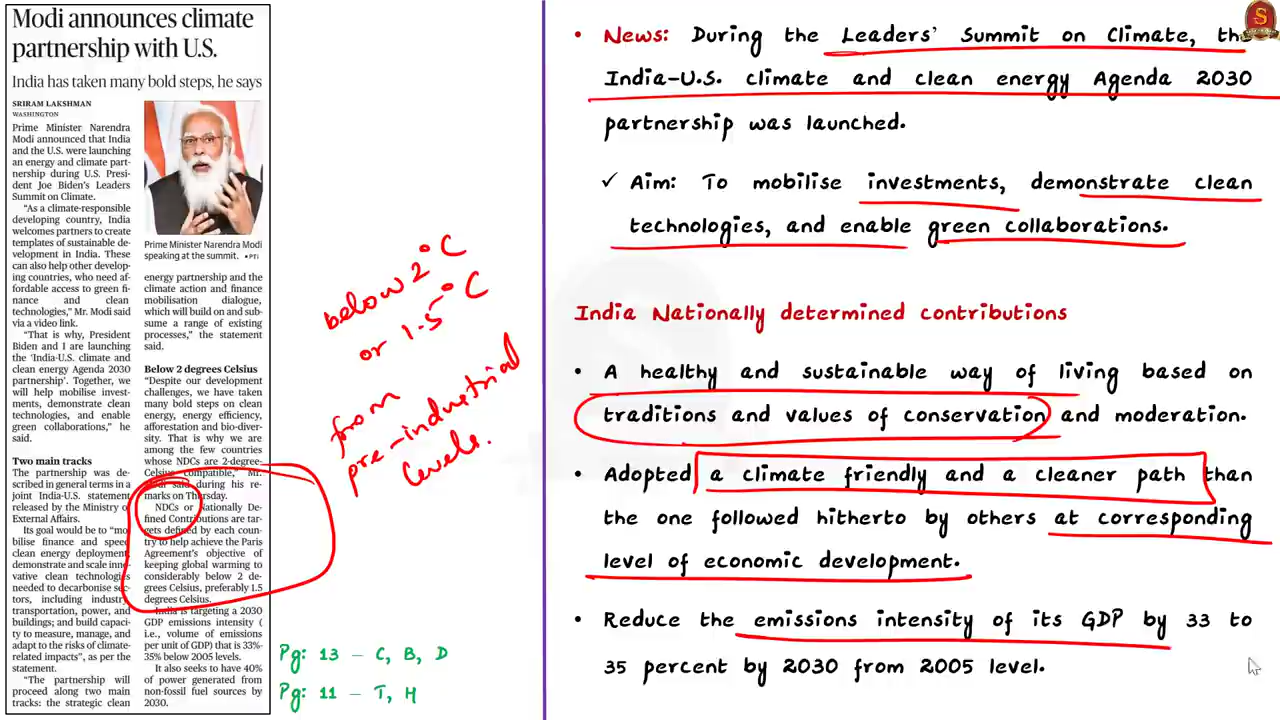 Modi announces climate
partnership with U.S.
India has taken many bold steps, he says
SRIRAM LAKSHMAN
WASHINGTON
Prime Minister Narendra
Modi announced that India
and the U.S. were launching
an energy and climate part-
nership during U.S. Presi-
dent Joe Biden's Leaders
Summit on Climate.
"As a climate-responsible
developing country, India
welcomes partners to create
templates of sustainable de-
velopment in India. These
can also help other develop-
ing countries, who need af-
fordable access to green fi-
nance and clean
technologies," Mr. Modi said
via a video link.
"That is why, President
Biden and I are launching
the 'India-U.S. climate and
clean energy Agenda 2030
partnership'. Together, we
will help mobilise invest-
ments, demonstrate clean
technologies, and enable
green collaborations," he
said.
Two main tracks
The partnership was de-
scribed in general terms in a
joint India-U.S. statement
released by the Ministry of
External Affairs.
Its goal would be to "mo-
bilise finance and speed
clean energy deployment;
demonstrate and scale inno-
vative clean technologies
needed to decarbonise sec-
tors, including industry,
transportation, power, and
buildings; and build capaci-
ty to measure, manage, and
adapt to the risks of climate-
related impacts", as per the
statement.
"The partnership will
proceed along two main
tracks: the strategic clean
Prime Minister Narendra Modi
speaking at the summit. • PTI
energy partnership and the
climate action and finance
mobilisation dialogue,
which will build on and sub-
sume a range of existing
processes," the statement
said.
Below 2 degrees Celsius
"Despite our development
challenges, we have taken
many bold steps on clean
energy, energy efficiency,
afforestation and bio-diver-
sity. That is why we are
among the few countries
whose NDCs are 2-degree-
Celsius compatible," Mr.
Modi said during his re-
marks on Thursday.
NDCs or Nationally De-
fined Contributions are tar-
gets defined by each coun-
try to help achieve the Paris
Agreement's objective of
keeping global warming to
considerably below 2 de-
grees Celsius, preferably 1.5
degrees Celsius.
India is targeting a 2030
GDP emissions intensity (
i.e., volume of emissions
per unit of GDP) that is 33%-
35% below 2005 levels.
It also seeks to have 40%
of power generated from
non-fossil fuel sources by
2030.
below 2°C
or 1.5°C
from
pre-industrial
levels.
Pg: 13 – C, B, D
Pg: 11 – T, H
• News: During the Leaders' Summit on Climate, the
India-U.S. climate and clean energy Agenda 2030
partnership was launched.
✓ Aim: To mobilise investments, demonstrate clean
technologies, and enable green collaborations.
India Nationally determined contributions
• A healthy and sustainable way of living based on
traditions and values of conservation and moderation.
• Adopted a climate friendly and a cleaner path than
the one followed hitherto by others at corresponding
level of economic development.
• Reduce the emissions intensity of its GDP by 33 to
35 percent by 2030 from 2005 level.